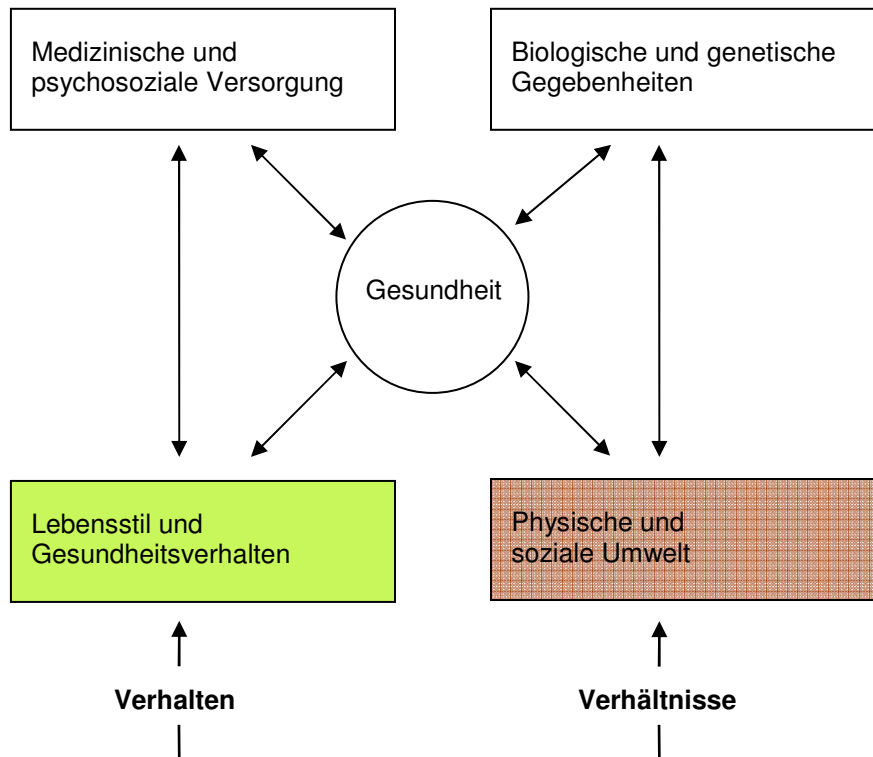 Medizinische und
psychosoziale Versorgung
Biologische und genetische
Gegebenheiten
Gesundheit
Lebensstil und
Gesundheitsverhalten
Physische und
soziale Umwelt
Verhalten
Verhältnisse